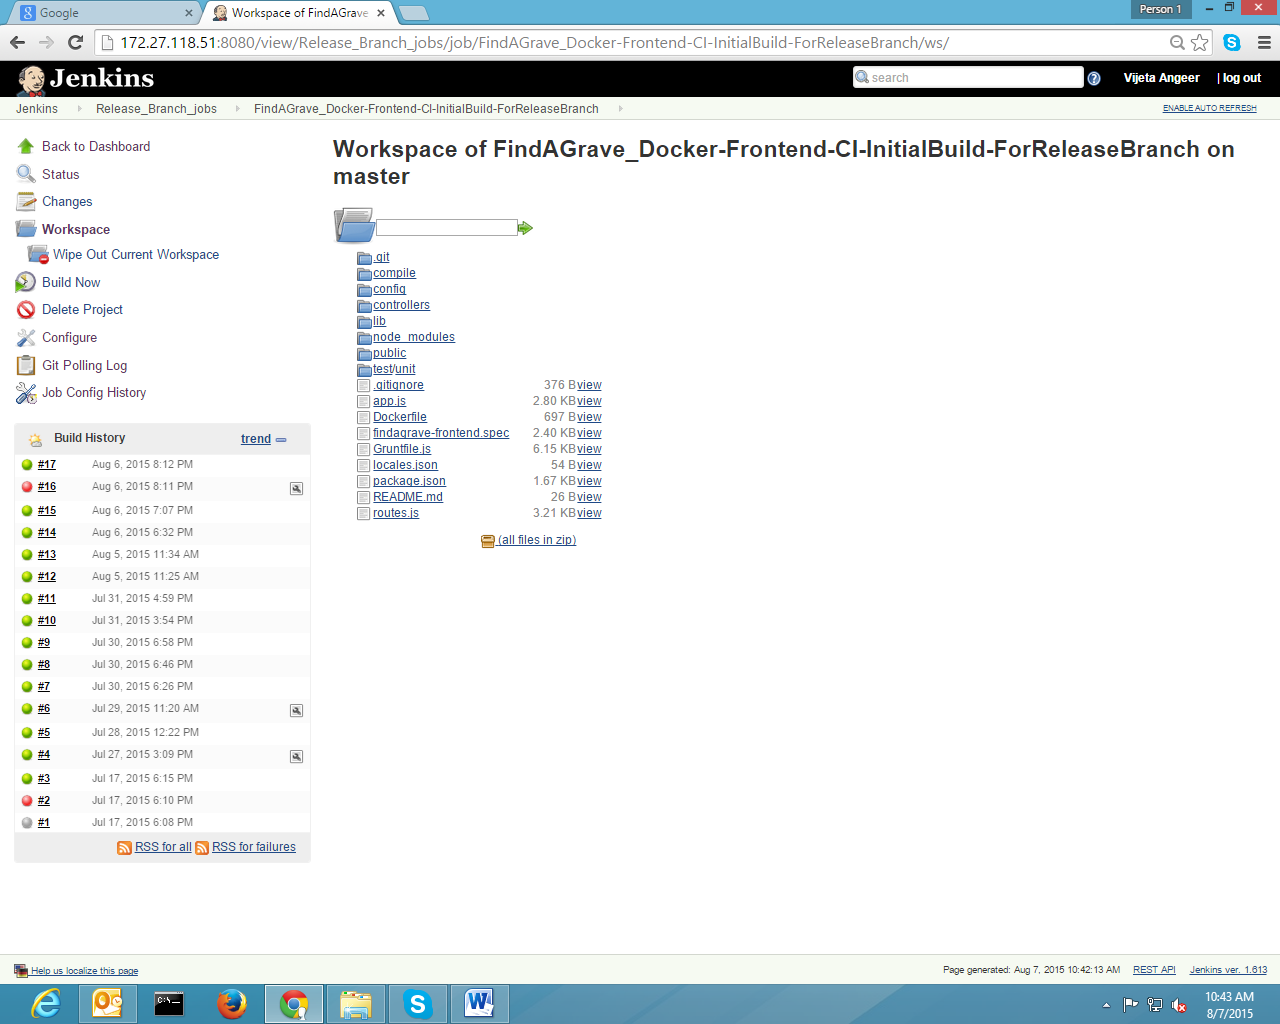 Google
Workspace of FindAGrave
Person 1
172.27.118.51:8080/view/Release_Branch_jobs/job/FindAGrave_Docker-Frontend-CI-InitialBuild-ForReleaseBranch/ws/
Jenkins
search
Vijeta Angeer
| log out
Jenkins
Release_Branch_jobs
FindAGrave_Docker-Frontend-CI-InitialBuild-ForReleaseBranch
ENABLE AUTO REFRESH
Back to Dashboard
Status
Changes
Workspace
Wipe Out Current Workspace
Build Now
Delete Project
Configure
Git Polling Log
Job Config History
Build History
trend
#17 Aug 6, 2015 8:12 PM
#16 Aug 6, 2015 8:11 PM
#15 Aug 6, 2015 7:07 PM
#14 Aug 6, 2015 6:32 PM
#13 Aug 5, 2015 11:34 AM
#12 Aug 5, 2015 11:25 AM
#11 Jul 31, 2015 4:59 PM
#10 Jul 31, 2015 3:54 PM
#9 Jul 30, 2015 6:58 PM
#8 Jul 30, 2015 6:46 PM
#7 Jul 30, 2015 6:26 PM
#6 Jul 29, 2015 11:20 AM
#5 Jul 28, 2015 12:22 PM
#4 Jul 27, 2015 3:09 PM
#3 Jul 17, 2015 6:15 PM
#2 Jul 17, 2015 6:10 PM
#1 Jul 17, 2015 6:08 PM
RSS for all RSS for failures
Workspace of FindAGrave_Docker-Frontend-CI-InitialBuild-ForReleaseBranch on
master
.git
compile
config
controllers
lib
node_modules
public
test/unit
.gitignore 376 B view
app.js 2.80 KB view
Dockerfile 697 B view
findagrave-frontend.spec 2.40 KB view
Gruntfile.js 6.15 KB view
locales.json 54 B view
package.json 1.67 KB view
README.md 26 B view
routes.js 3.21 KB view
(all files in zip)
Help us localize this page
Page generated: Aug 7, 2015 10:42:13 AM REST API Jenkins ver. 1.613
C:\
10:43 AM
8/7/2015